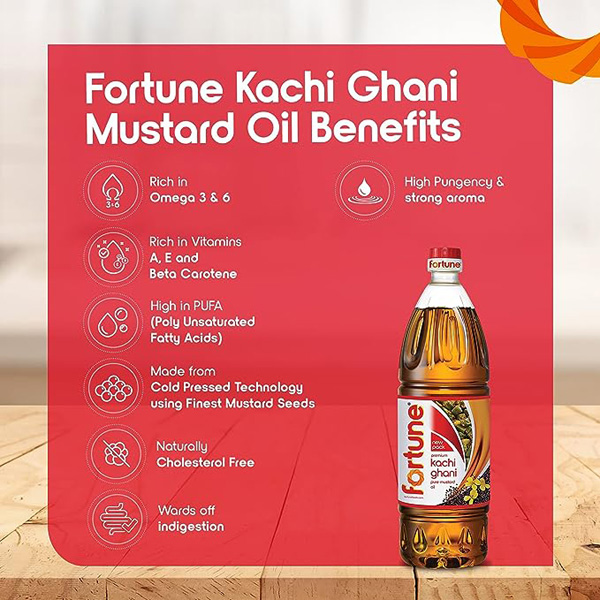 Fortune Kachi Ghani
Mustard Oil Benefits
3&6
Rich in
Omega 3 & 6
High Pungency &
strong aroma
Rich in Vitamins
A, E and
Beta Carotene
High in PUFA
(Poly Unsaturated
Fatty Acids)
Made from
Cold Pressed Technology
using Finest Mustard Seeds
Naturally
Cholesterol Free
Wards off
indigestion
fortune
fortune
new
pack
premium
kachi
ghani
pure mustard
oil